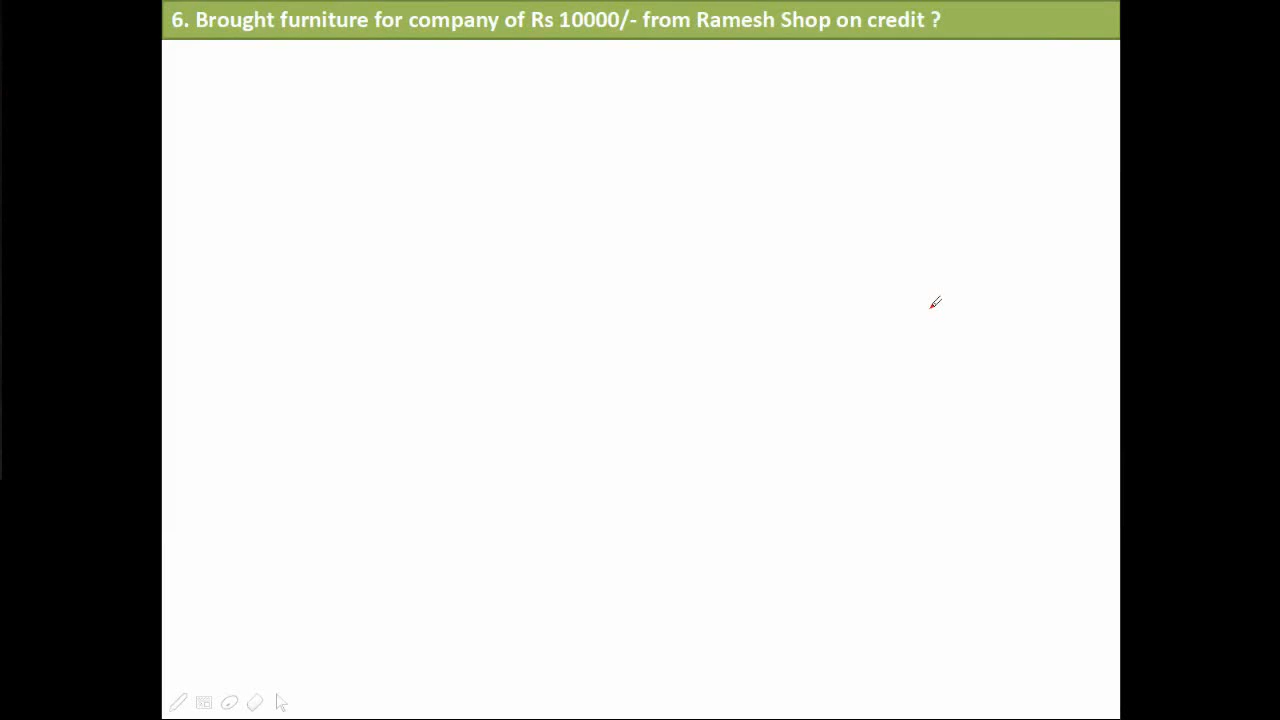 6. Brought furniture for company of Rs 10000/- from Ramesh Shop on credit ?